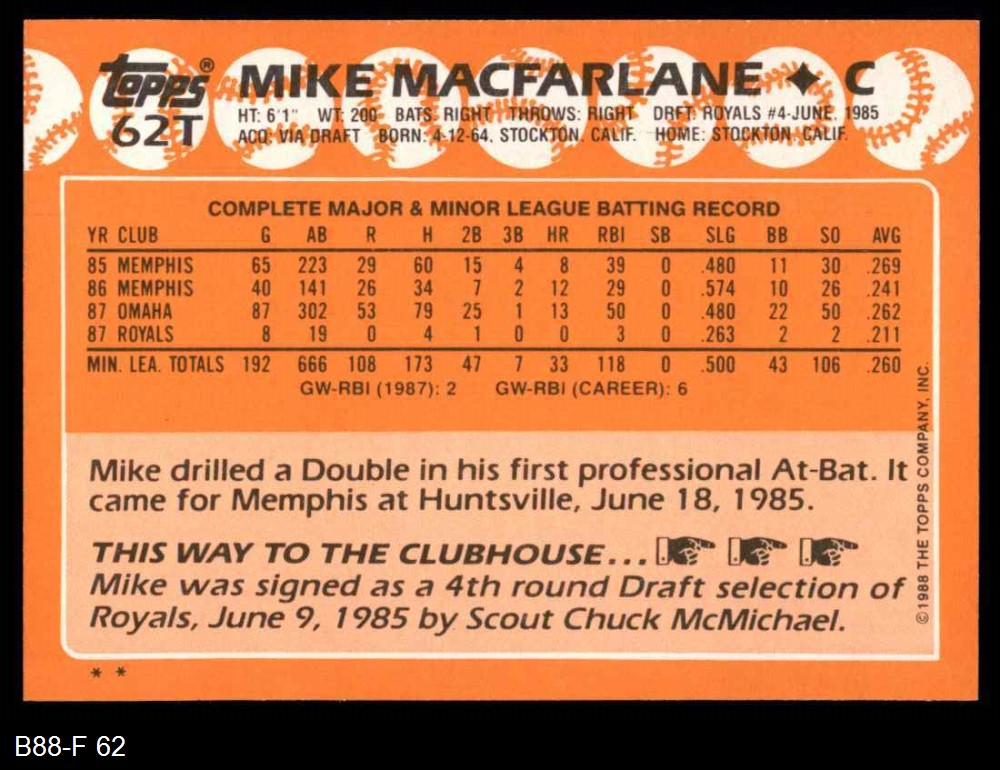 topps® MIKE MACFARLANE ✦ C
62T
HT: 6'1" WT: 200 BATS: RIGHT THROWS: RIGHT DRFT: ROYALS #4-JUNE, 1985
ACQ: VIA DRAFT BORN: 4-12-64, STOCKTON, CALIF. HOME: STOCKTON, CALIF.
COMPLETE MAJOR & MINOR LEAGUE BATTING RECORD
YR CLUB G AB R H 2B 3B HR RBI SB SLG BB SO AVG
85 MEMPHIS 65 223 29 60 15 4 8 39 0 .480 11 30 .269
86 MEMPHIS 40 141 26 34 7 2 12 29 0 .574 10 26 .241
87 OMAHA 87 302 53 79 25 1 13 50 0 .480 22 50 .262
87 ROYALS 8 19 0 4 1 0 0 3 0 .263 2 2 .211
MIN. LEA. TOTALS 192 666 108 173 47 7 33 118 0 .500 43 106 .260
GW-RBI (1987): 2 GW-RBI (CAREER): 6
Mike drilled a Double in his first professional At-Bat. It
came for Memphis at Huntsville, June 18, 1985.
THIS WAY TO THE CLUBHOUSE...
Mike was signed as a 4th round Draft selection of
Royals, June 9, 1985 by Scout Chuck McMichael.
©1988 THE TOPPS COMPANY, INC.
* *
B88-F 62